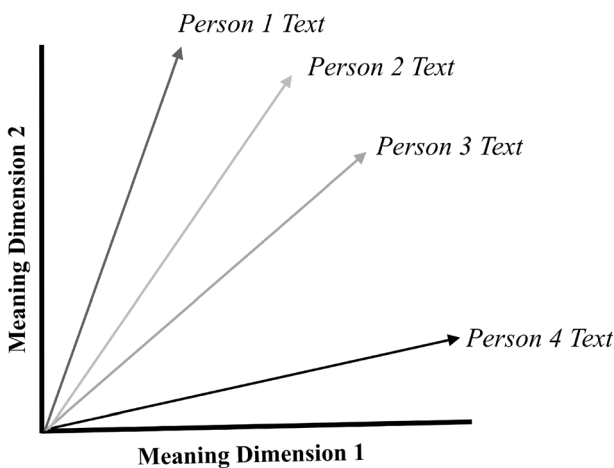 Person 1 Text
Person 2 Text
Person 3 Text
Person 4 Text
Meaning Dimension 2
Meaning Dimension 1